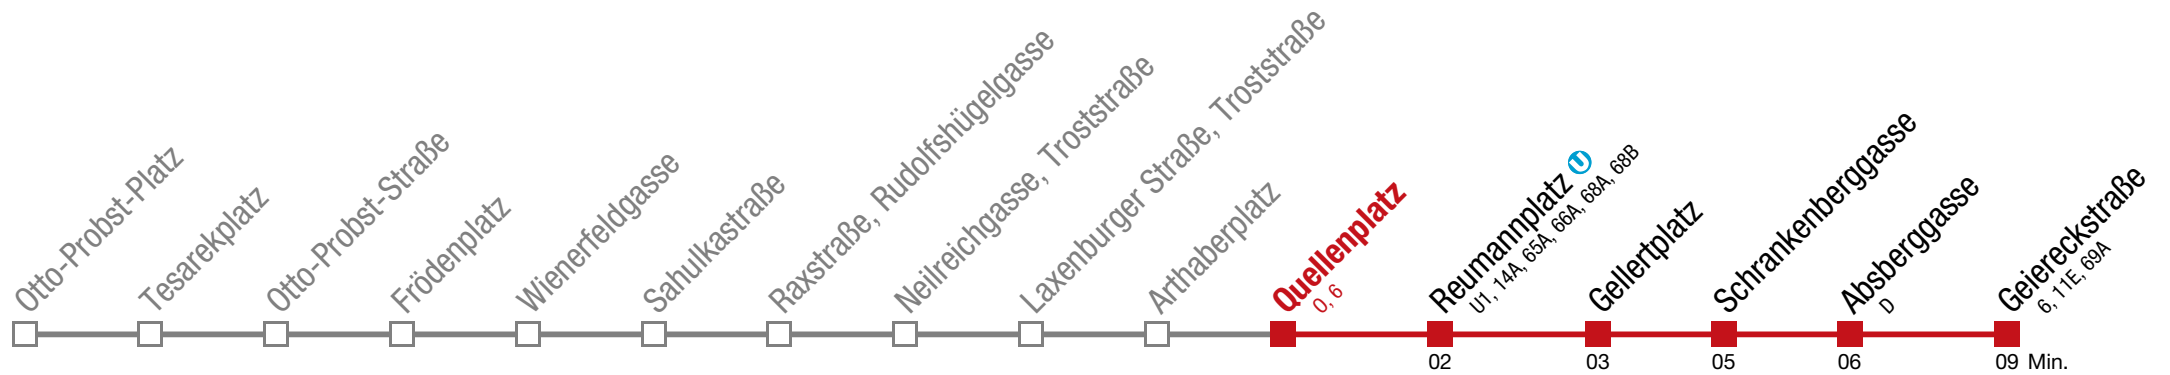 Otto-Probst-Platz
Tesarekplatz
Otto-Probst-Straße
Frödenplatz
Wienerfeldgasse
Sahulkastraße
Raxstraße, Rudolfshügelgasse
Neilreichgasse, Troststraße
Laxenburger Straße, Troststraße
Arthaberplatz
Quellenplatz
O, 6
Reumannplatz U
U1, 14A, 65A, 66A, 68A, 68B
Gellertplatz
Schrankenberggasse
Absberggasse
D
Geiereckstraße
6, 11E, 69A
02 03 05 06 09 Min.